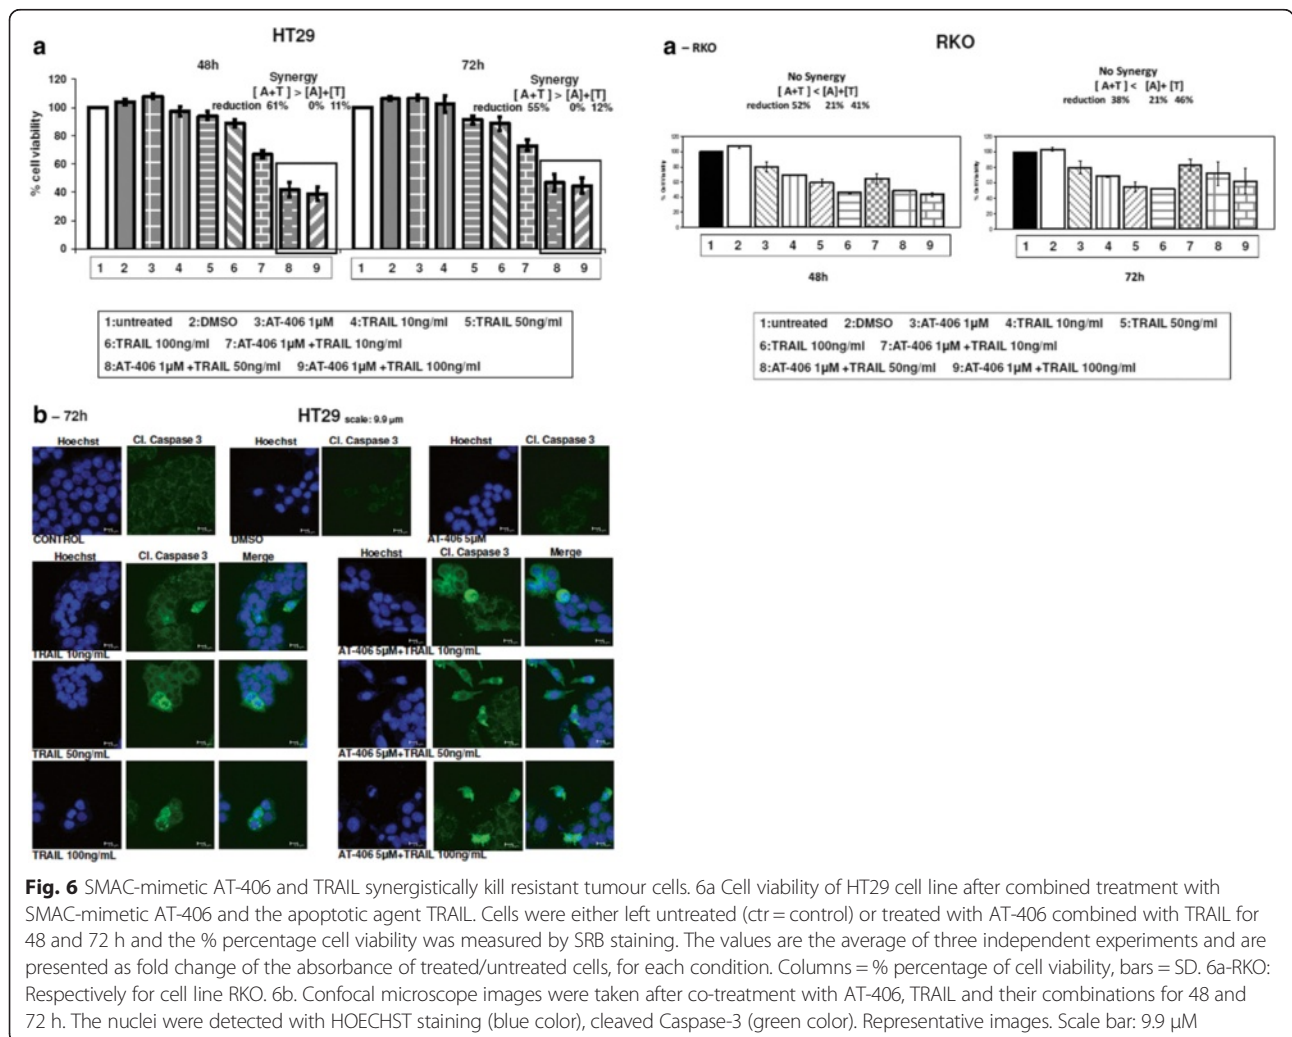 a
HT29
48h
72h
Synergy
[ A+T ] > [A]+[T]
reduction 61% 0% 11%
Synergy
[ A+T ] > [A]+[T]
reduction 55% 0% 12%
% cell viability
120
100
80
60
40
20
0
1 2 3 4 5 6 7 8 9
1 2 3 4 5 6 7 8 9
1:untreated 2:DMSO 3:AT-406 1µM 4:TRAIL 10ng/ml 5:TRAIL 50ng/ml
6:TRAIL 100ng/ml 7:AT-406 1µM +TRAIL 10ng/ml
8:AT-406 1µM +TRAIL 50ng/ml 9:AT-406 1µM +TRAIL 100ng/ml
a – RKO
RKO
No Synergy
[ A+T ] < [A]+[T]
reduction 52% 21% 41%
No Synergy
[ A+T ] < [A]+ [T]
reduction 38% 21% 46%
% Cell Viability
120
100
80
60
40
20
0
% Cell Viability
120
100
80
60
40
20
0
1 2 3 4 5 6 7 8 9
1 2 3 4 5 6 7 8 9
48h
72h
1:untreated 2:DMSO 3:AT-406 1µM 4:TRAIL 10ng/ml 5:TRAIL 50ng/ml
6:TRAIL 100ng/ml 7:AT-406 1µM +TRAIL 10ng/ml
8:AT-406 1µM +TRAIL 50ng/ml 9:AT-406 1µM +TRAIL 100ng/ml
b – 72h
HT29 scale: 9.9 µm
Hoechst Cl. Caspase 3 Hoechst Cl. Caspase 3 Hoechst Cl. Caspase 3
CONTROL DMSO AT-406 5µM
Hoechst Cl. Caspase 3 Merge Hoechst Cl. Caspase 3 Merge
TRAIL 10ng/mL AT-406 5µM+TRAIL 10ng/mL
TRAIL 50ng/mL AT-406 5µM+TRAIL 50ng/mL
TRAIL 100ng/mL AT-406 5µM+TRAIL 100ng/mL
Fig. 6 SMAC-mimetic AT-406 and TRAIL synergistically kill resistant tumour cells. 6a Cell viability of HT29 cell line after combined treatment with
SMAC-mimetic AT-406 and the apoptotic agent TRAIL. Cells were either left untreated (ctr = control) or treated with AT-406 combined with TRAIL for
48 and 72 h and the % percentage cell viability was measured by SRB staining. The values are the average of three independent experiments and are
presented as fold change of the absorbance of treated/untreated cells, for each condition. Columns = % percentage of cell viability, bars = SD. 6a-RKO:
Respectively for cell line RKO. 6b. Confocal microscope images were taken after co-treatment with AT-406, TRAIL and their combinations for 48 and
72 h. The nuclei were detected with HOECHST staining (blue color), cleaved Caspase-3 (green color). Representative images. Scale bar: 9.9 µM